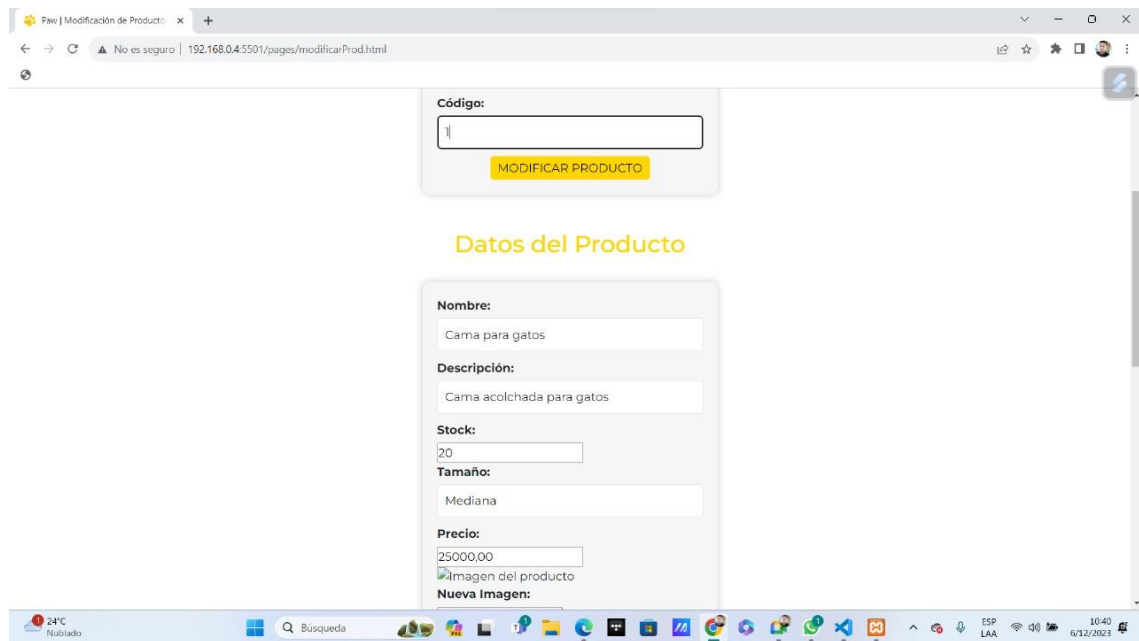 Paw | Modificación de Producto
No es seguro | 192.168.0.4:5501/pages/modificarProd.html
Código:
1
MODIFICAR PRODUCTO
Datos del Producto
Nombre:
Cama para gatos
Descripción:
Cama acolchada para gatos
Stock:
20
Tamaño:
Mediana
Precio:
25000,00
Imagen del producto
Nueva Imagen:
1
24°C
Nublado
Búsqueda
ESP
LAA
10:40
6/12/2023